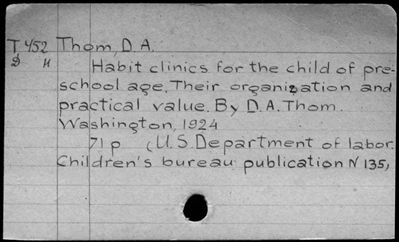 T 452 Thom, D. A.
D H
Habit clinics for the child of pre-
school age. Their organization and
practical value. By D. A. Thom.
Washington, 1924
71 p (U.S. Department of labor.
Children's bureau publication N 135)